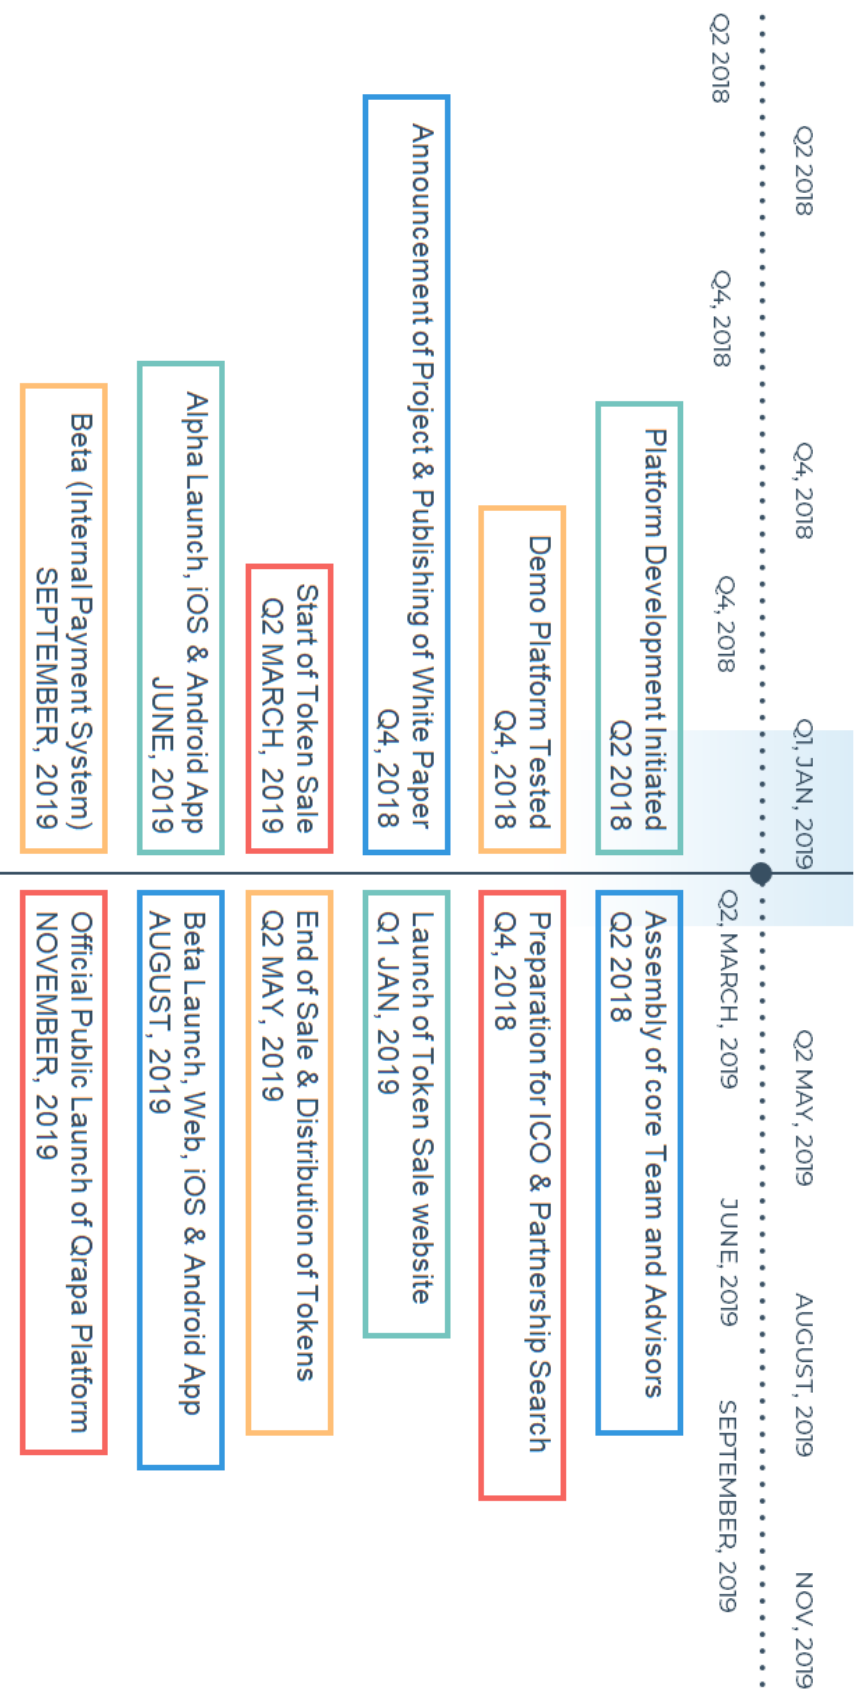 Q2 2018
Q4, 2018
Q1, JAN, 2019
Q2 MAY, 2019
AUGUST, 2019
NOV, 2019
Q2 2018
Q4, 2018
Q4, 2018
Q2, MARCH, 2019
JUNE, 2019
SEPTEMBER, 2019
Platform Development Initiated
Q2 2018
Assembly of core Team and Advisors
Q2 2018
Demo Platform Tested
Q4, 2018
Preparation for ICO & Partnership Search
Q4, 2018
Announcement of Project & Publishing of White Paper
Q4, 2018
Launch of Token Sale website
Q1 JAN, 2019
Start of Token Sale
Q2 MARCH, 2019
End of Sale & Distribution of Tokens
Q2 MAY, 2019
Alpha Launch, iOS & Android App
JUNE, 2019
Beta Launch, Web, iOS & Android App
AUGUST, 2019
Beta (Internal Payment System)
SEPTEMBER, 2019
Official Public Launch of Qrapa Platform
NOVEMBER, 2019